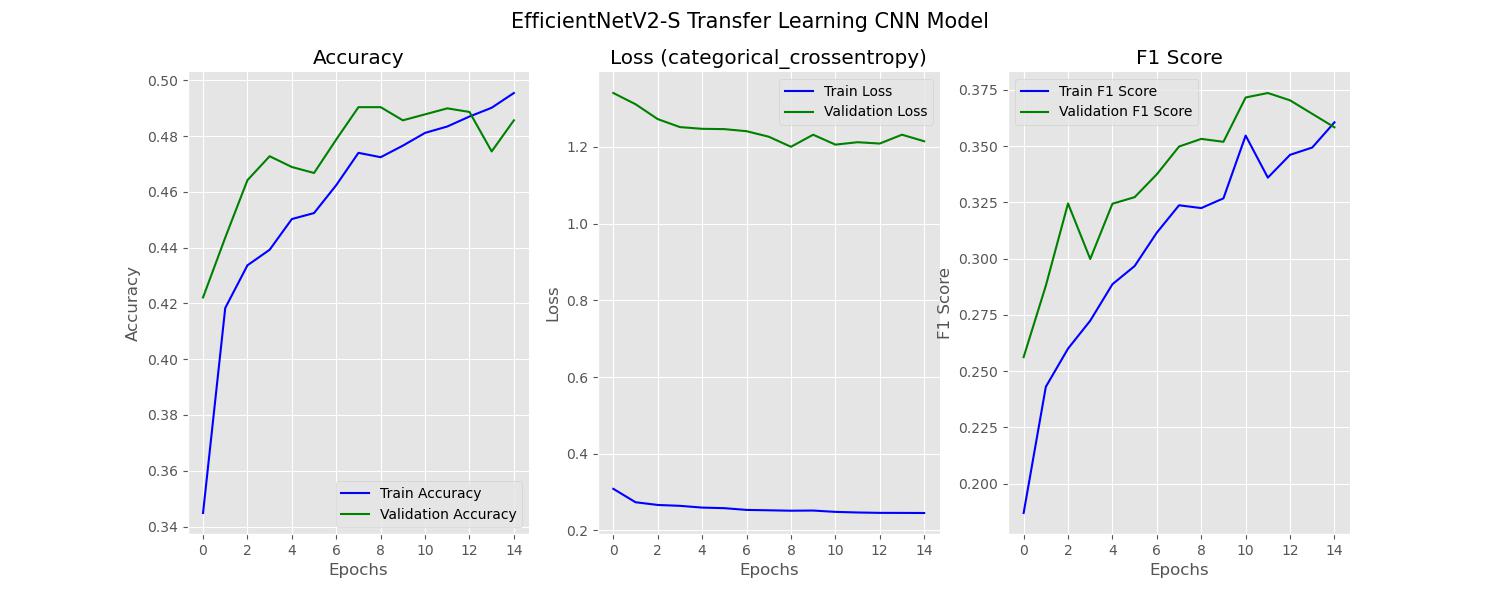 EfficientNetV2-S Transfer Learning CNN Model
Accuracy
0.50
0.48
0.46
0.44
0.42
0.40
0.38
0.36
0.34
Accuracy
Train Accuracy
Validation Accuracy
0 2 4 6 8 10 12 14
Epochs
Loss (categorical_crossentropy)
Train Loss
Validation Loss
1.2
1.0
0.8
0.6
0.4
0.2
Loss
0 2 4 6 8 10 12 14
Epochs
F1 Score
Train F1 Score
Validation F1 Score
0.375
0.350
0.325
0.300
0.275
0.250
0.225
0.200
F1 Score
0 2 4 6 8 10 12 14
Epochs